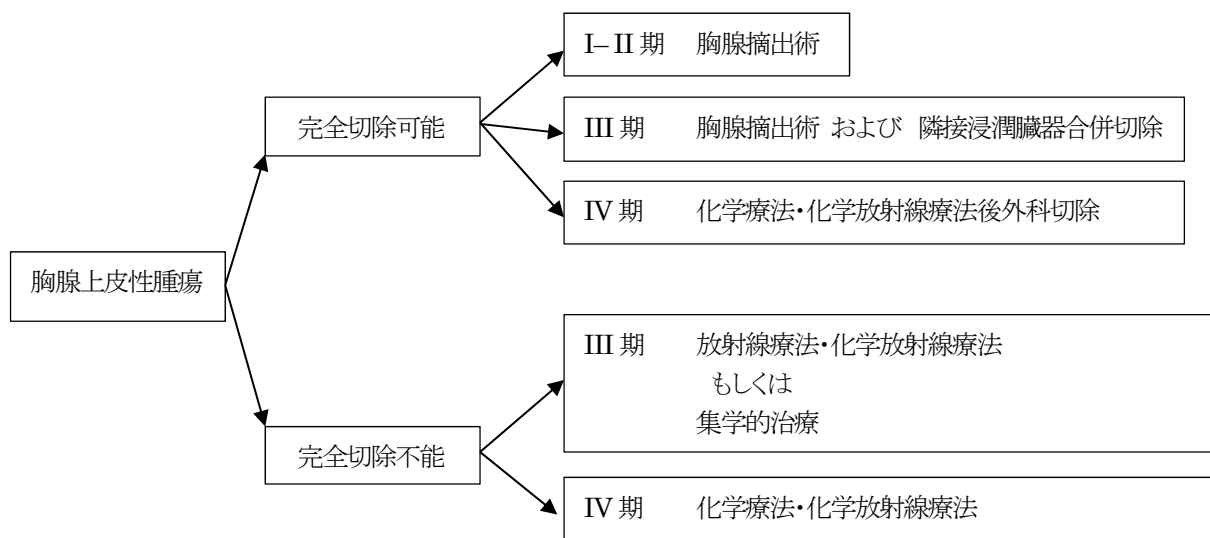 胸腺上皮性腫瘍
完全切除可能
I–II 期 胸腺摘出術
III 期 胸腺摘出術 および 隣接浸潤臓器合併切除
IV 期 化学療法・化学放射線療法後外科切除
完全切除不能
III 期 放射線療法・化学放射線療法
もしくは
集学的治療
IV 期 化学療法・化学放射線療法